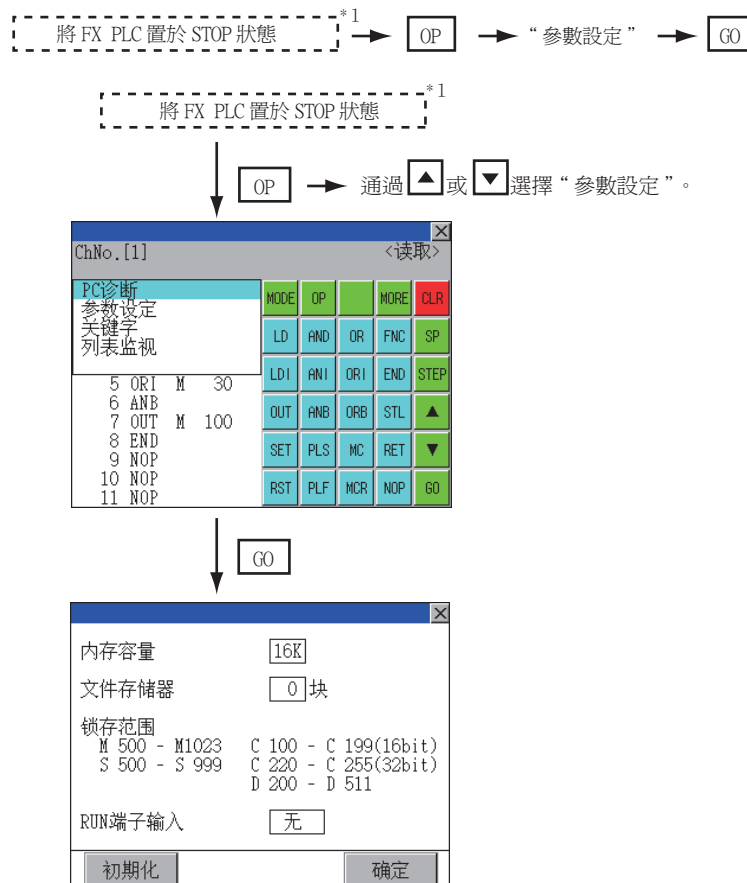 將 FX PLC 置於 STOP 狀態 *1 OP “參數設定” GO
將 FX PLC 置於 STOP 狀態 *1
OP 通過 ▲ 或 ▼ 選擇“參數設定”。
ChNo.[1] <读取>
PC诊断
参数设定
关键字
列表监视
5 ORI M 30
6 ANB
7 OUT M 100
8 END
9 NOP
10 NOP
11 NOP
MODE OP MORE CLR
LD AND OR FNC SP
LDI ANI ORI END STEP
OUT ANB ORB STL ▲
SET PLS MC RET ▼
RST PLF MCR NOP GO
GO
内存容量 16K
文件存储器 0 块
锁存范围
M 500 - M1023 C 100 - C 199(16bit)
S 500 - S 999 C 220 - C 255(32bit)
D 200 - D 511
RUN端子输入 无
初期化 确定